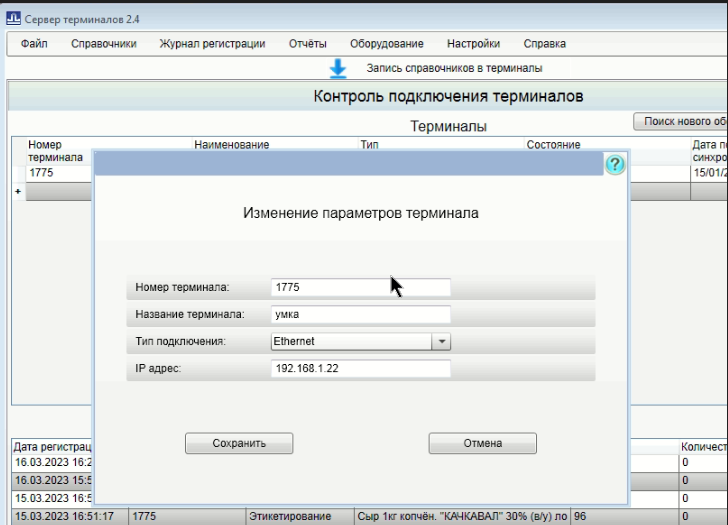 Сервер терминалов 2.4
Файл Справочники Журнал регистрации Отчёты Оборудование Настройки Справка
Запись справочников в терминалы
Контроль подключения терминалов
Терминалы
Поиск нового об
Номер терминала Наименование Тип Состояние Дата п
синхро
1775 15/01/2
+
?
Изменение параметров терминала
Номер терминала: 1775
Название терминала: умка
Тип подключения: Ethernet
IP адрес: 192.168.1.22
Сохранить Отмена
Дата регистрац Количест
16.03.2023 16:2 0
16.03.2023 15:5 0
15.03.2023 16:5 0
15.03.2023 16:51:17 1775 Этикетирование Сыр 1кг копчён. "КАЧКАВАЛ" 30% (в/у) ло 96 0